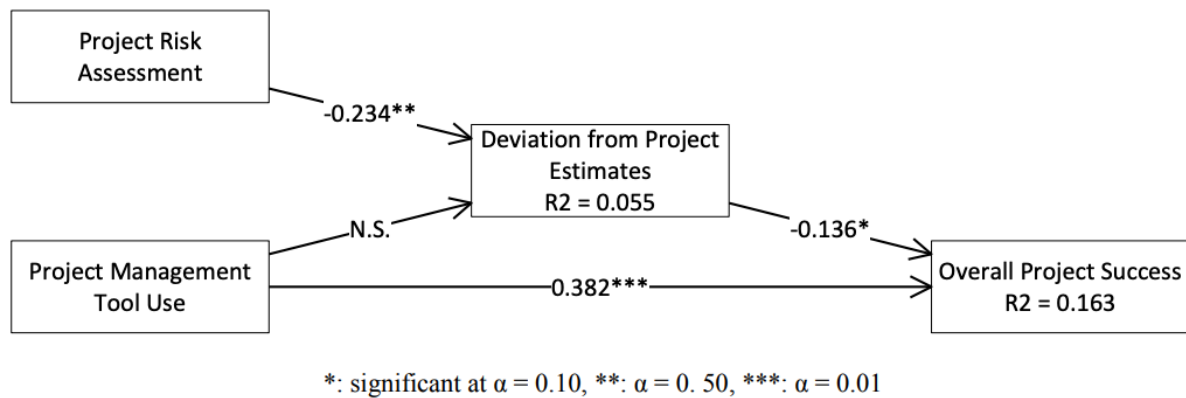 Project Risk
Assessment
-0.234**
Deviation from Project
Estimates
R2 = 0.055
N.S.
-0.136*
Project Management
Tool Use
0.382***
Overall Project Success
R2 = 0.163
*: significant at α = 0.10, **: α = 0. 50, ***: α = 0.01